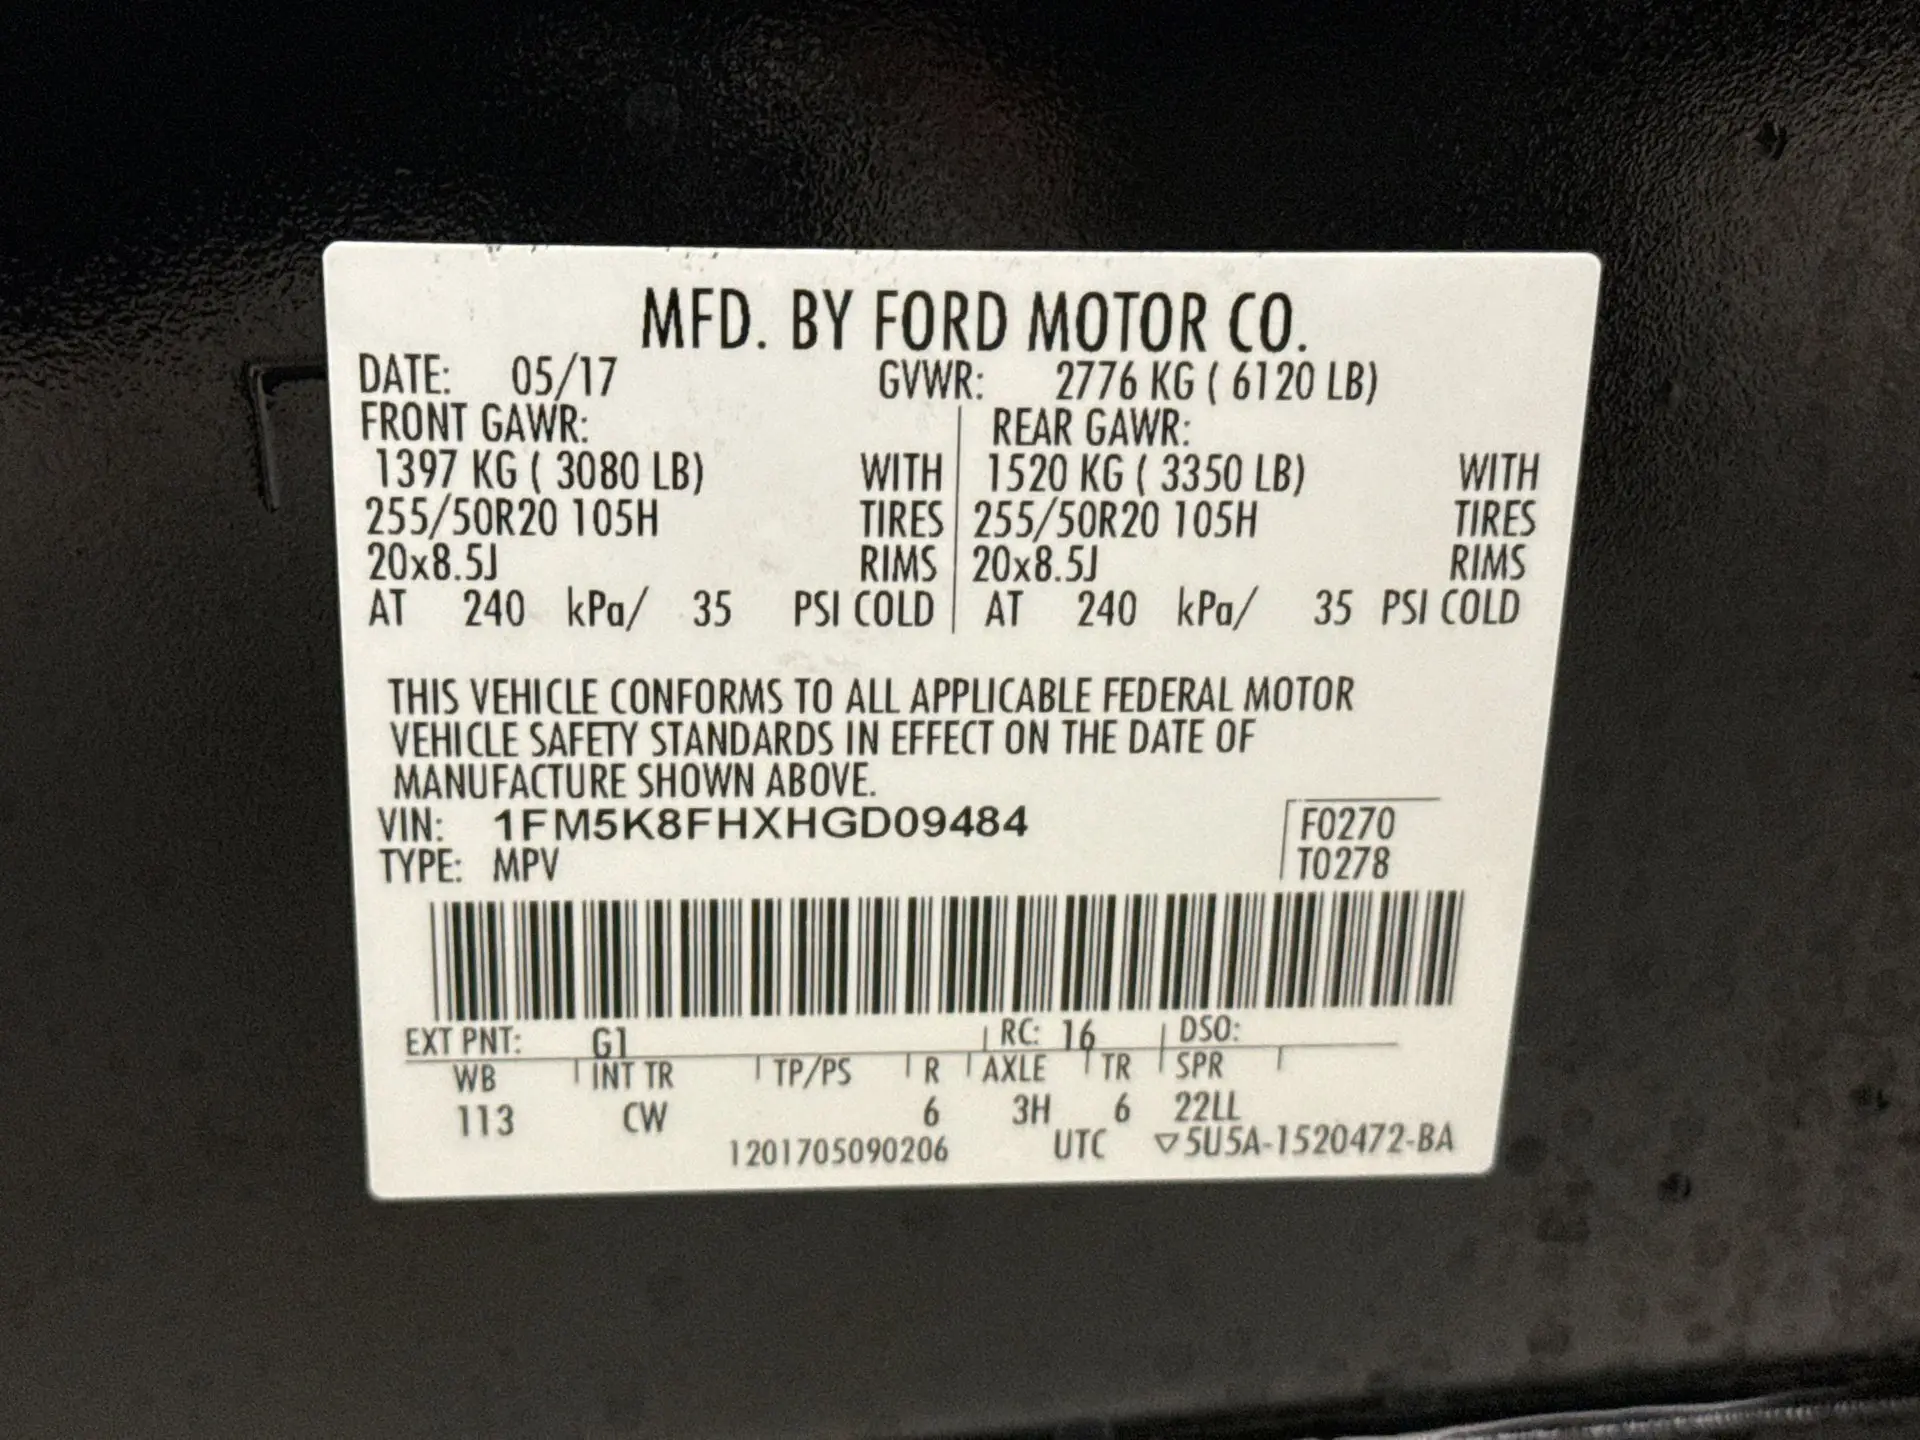 MFD. BY FORD MOTOR CO.
DATE: 05/17 GVWR: 2776 KG ( 6120 LB)
FRONT GAWR: REAR GAWR:
1397 KG ( 3080 LB) WITH 1520 KG ( 3350 LB) WITH
255/50R20 105H TIRES 255/50R20 105H TIRES
20x8.5J RIMS 20x8.5J RIMS
AT 240 kPa/ 35 PSI COLD AT 240 kPa/ 35 PSI COLD
THIS VEHICLE CONFORMS TO ALL APPLICABLE FEDERAL MOTOR
VEHICLE SAFETY STANDARDS IN EFFECT ON THE DATE OF
MANUFACTURE SHOWN ABOVE.
VIN: 1FM5K8FHXHGD09484 F0270
TYPE: MPV T0278
EXT PNT: G1 RC: 16 DSO:
WB INT TR TP/PS R AXLE TR SPR
113 CW 6 3H 6 22LL
1201705090206 UTC ▽5U5A-1520472-BA